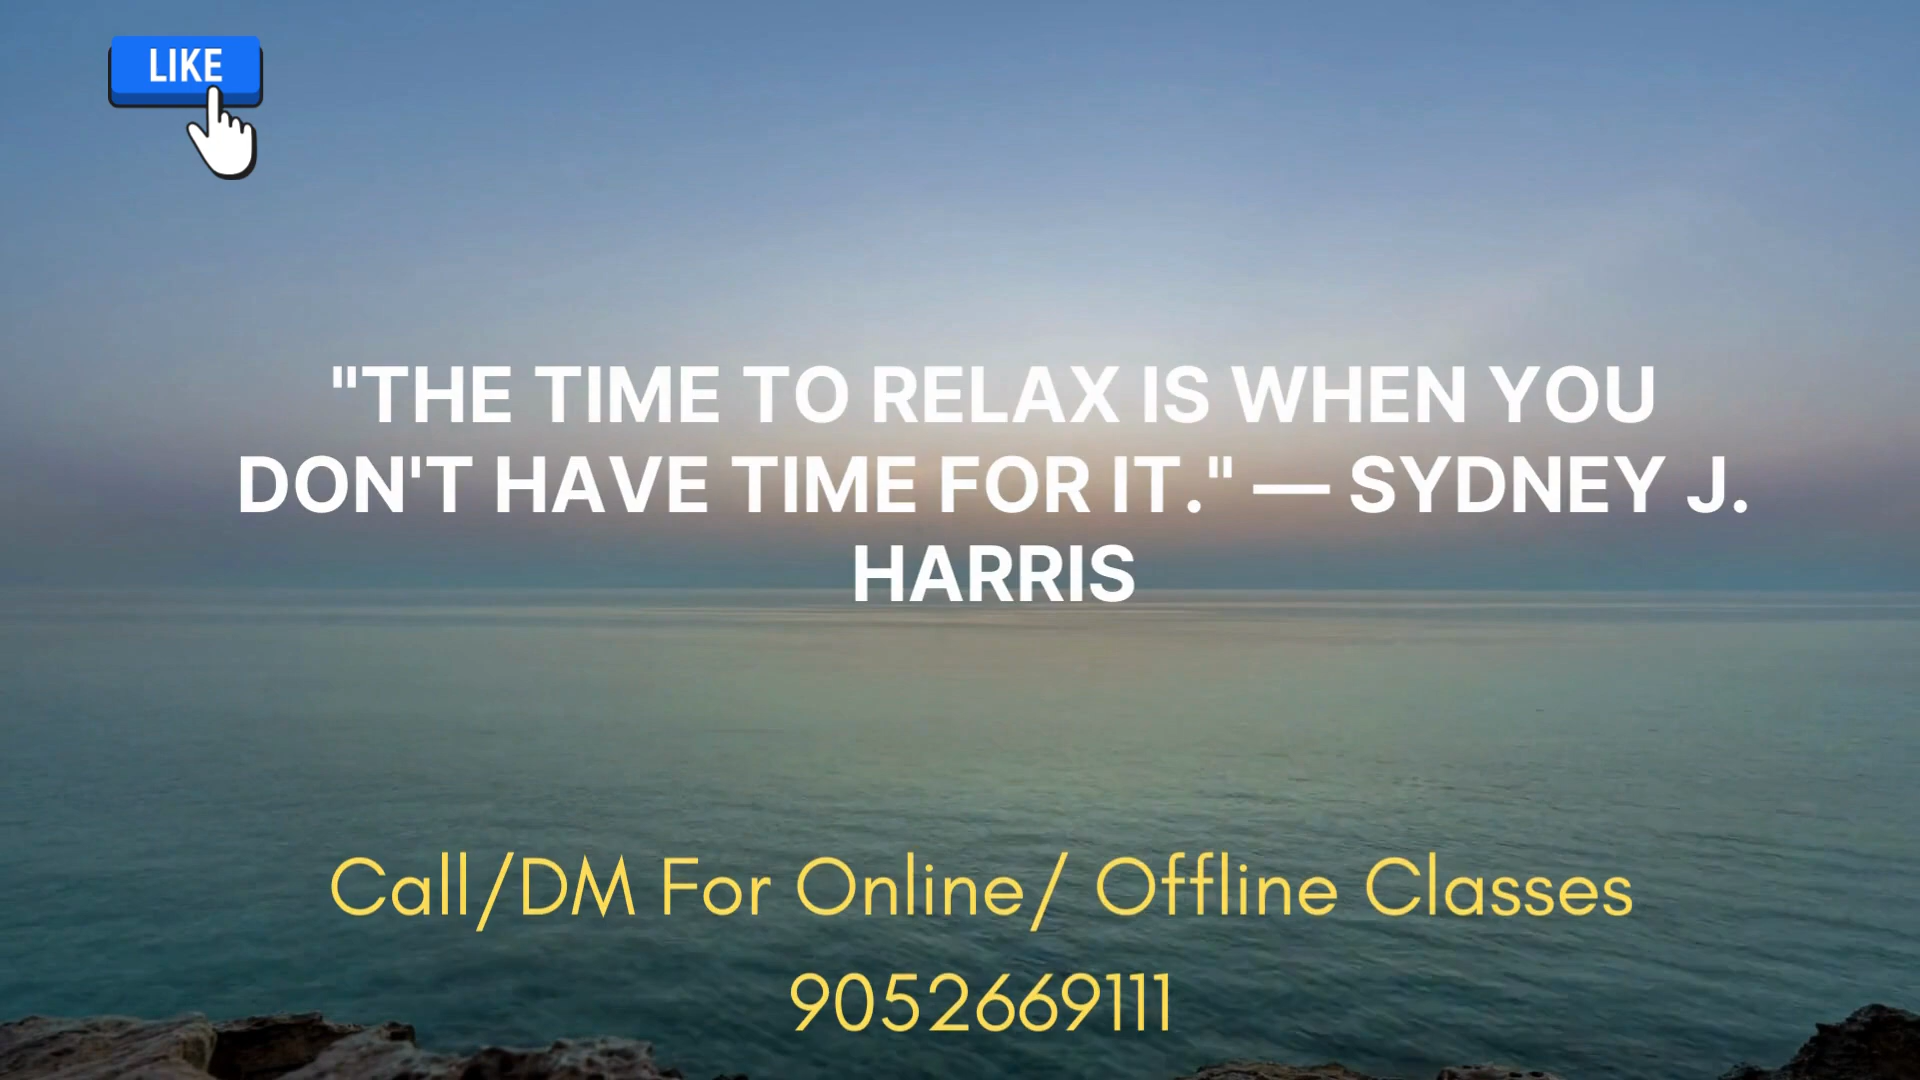 LIKE
"THE TIME TO RELAX IS WHEN YOU
DON'T HAVE TIME FOR IT." — SYDNEY J.
HARRIS
Call/DM For Online/ Offline Classes
9052669111